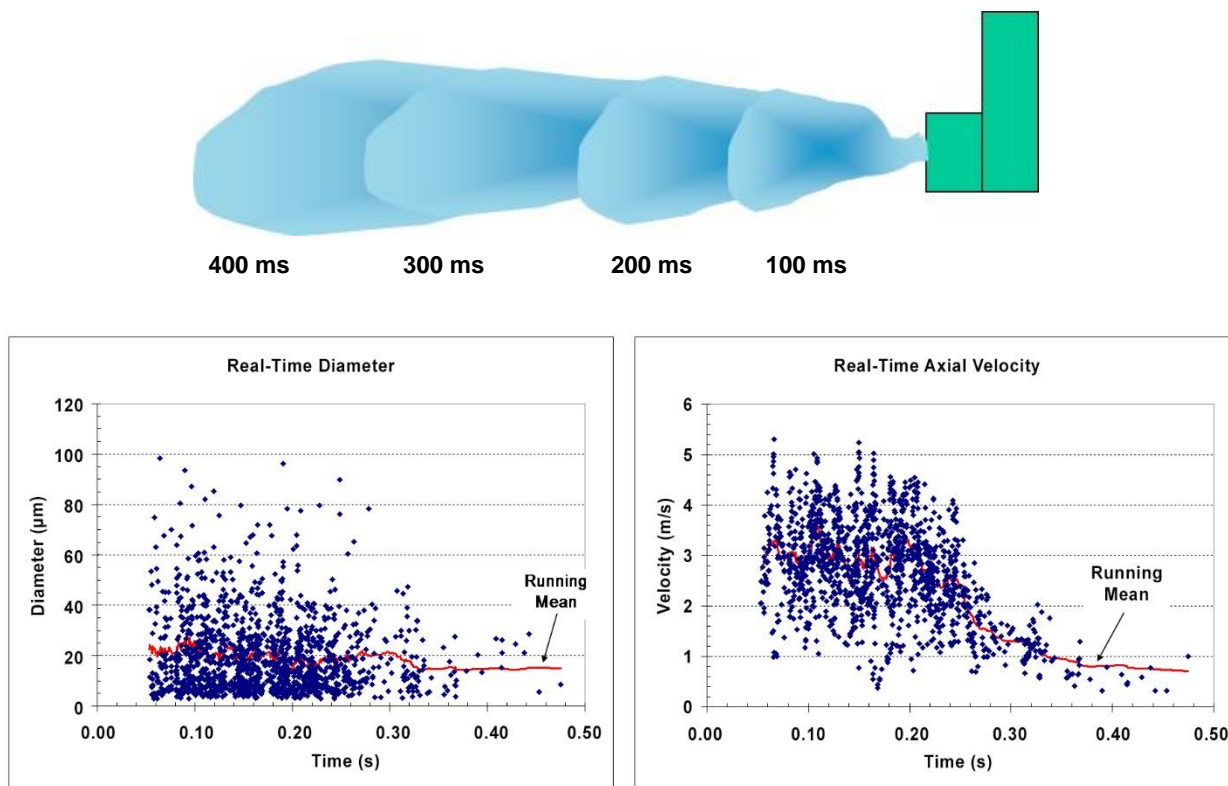 400 ms 300 ms 200 ms 100 ms
Real-Time Diameter
120
100
80
60
40
20
0
Diameter (µm)
Running
Mean
0.00 0.10 0.20 0.30 0.40 0.50
Time (s)
Real-Time Axial Velocity
6
5
4
3
2
1
0
Velocity (m/s)
Running
Mean
0.00 0.10 0.20 0.30 0.40 0.50
Time (s)